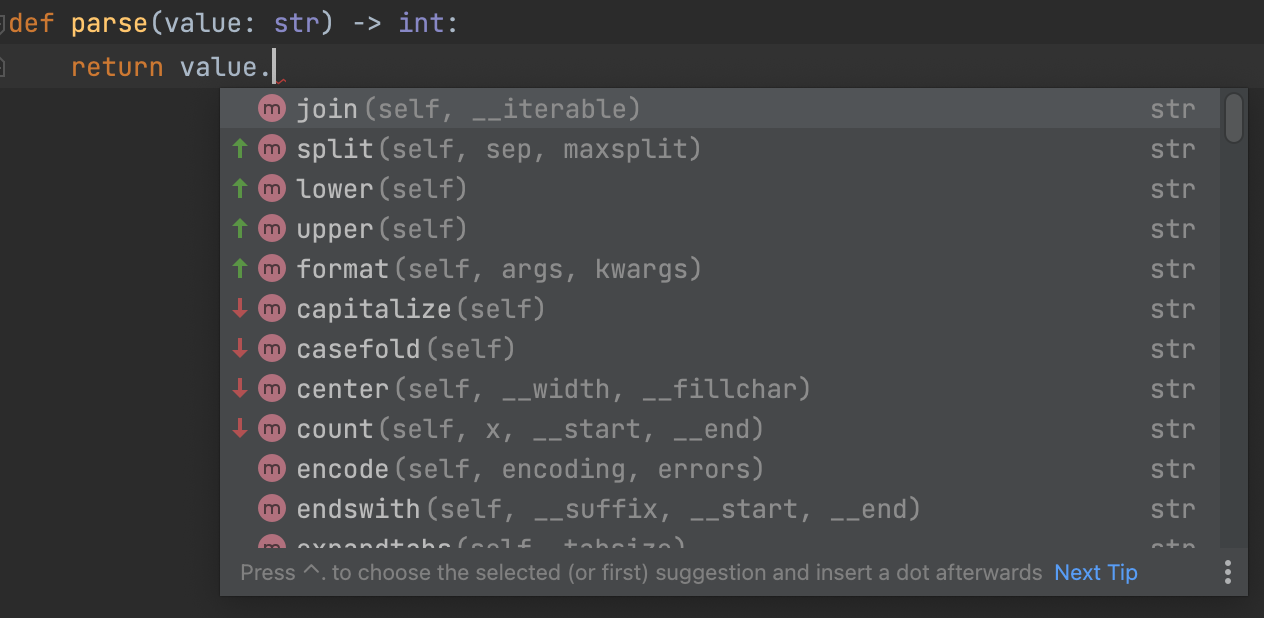 def parse(value: str) -> int:
return value.
m join(self, __iterable) str
↑ m split(self, sep, maxsplit) str
↑ m lower(self) str
↑ m upper(self) str
↑ m format(self, args, kwargs) str
↓ m capitalize(self) str
↓ m casefold(self) str
↓ m center(self, __width, __fillchar) str
↓ m count(self, x, __start, __end) str
m encode(self, encoding, errors) str
m endswith(self, __suffix, __start, __end) str
m expandtabs(self, tabsize) str
Press ^. to choose the selected (or first) suggestion and insert a dot afterwards Next Tip